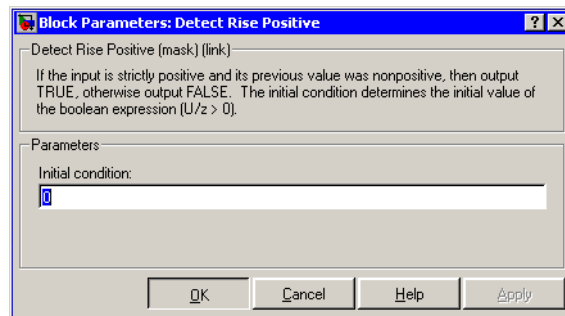 Block Parameters: Detect Rise Positive
Detect Rise Positive (mask) (link)
If the input is strictly positive and its previous value was nonpositive, then output
TRUE, otherwise output FALSE.  The initial condition determines the initial value of
the boolean expression (U/z > 0).
Parameters
Initial condition:
0
OK Cancel Help Apply